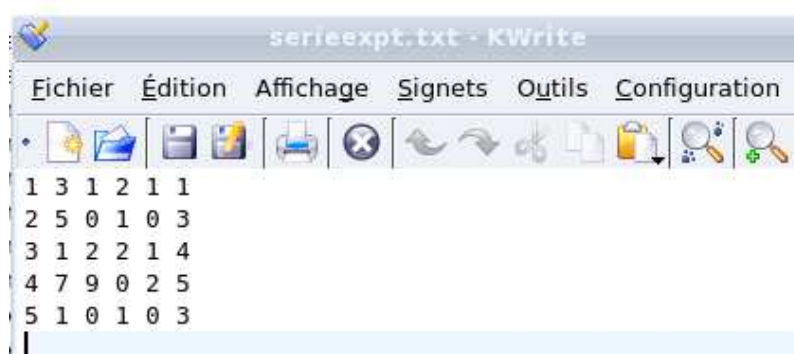 serieexpt.txt - KWrite
Fichier Édition Affichage Signets Outils Configuration
1 3 1 2 1 1
2 5 0 1 0 3
3 1 2 2 1 4
4 7 9 0 2 5
5 1 0 1 0 3